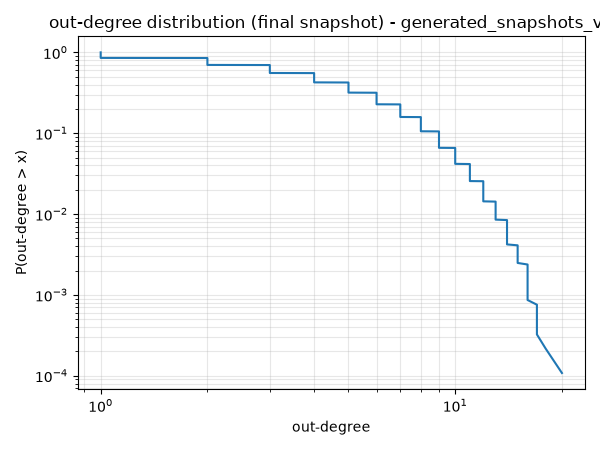 out-degree distribution (final snapshot) - generated_snapshots_v
10⁰
10⁻¹
10⁻²
10⁻³
10⁻⁴
P(out-degree > x)
10⁰ 10¹
out-degree